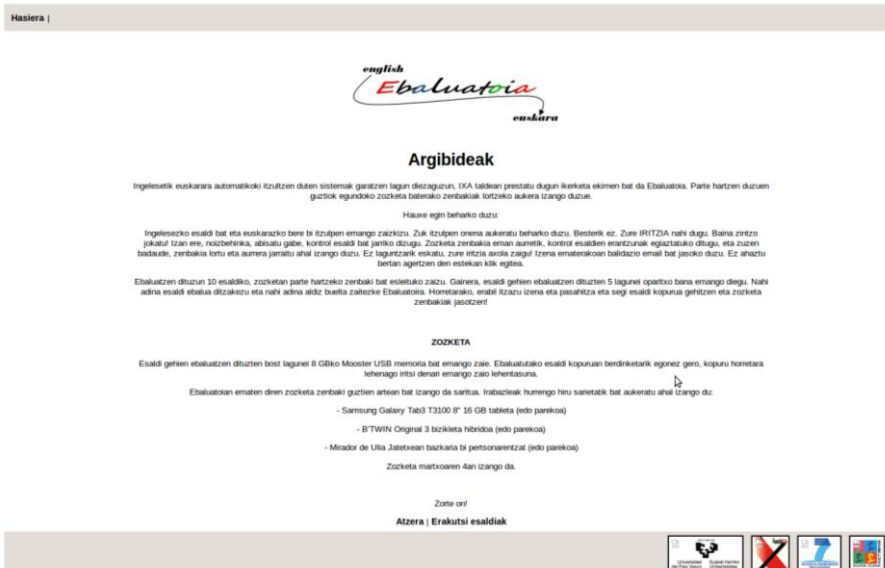 Hasiera |
english
Ebaluatoia
euskara
Argibideak
Ingelesetik euskarara automatikoki itzultzen duten sistemak garatzen lagun diezaguzun, IXA taldean prestatu dugun ikerketa ekimen bat da Ebaluatoia. Parte hartzen duzuen
guztiok egundoko zozketa baterako zenbakiak lortzeko aukera izango duzue.
Hauxe egin beharko duzu:
Ingelesezko esaldi bat eta euskarazko bere bi itzulpen emango zaizkizu. Zuk itzulpen onena aukeratu beharko duzu. Besterik ez. Zure IRITZIA nahi dugu. Baina zintzo
jokatu! Izan ere, noizbehinka, abisatu gabe, kontrol esaldi bat jarriko dizugu. Zozketa zenbakia eman aurretik, kontrol esaldien erantzunak egiaztatuko ditugu, eta zuzen
badaude, zenbakia lortu eta aurrera jarraitu ahal izango duzu. Ez laguntzarik eskatu, zure iritzia axola zaigu! Izena ematerakoan balidazio email bat jasoko duzu. Ez ahaztu
bertan agertzen den estekan klik egitea.
Ebaluatzen dituzun 10 esaldiko, zozketan parte hartzeko zenbaki bat esleituko zaizu. Gainera, esaldi gehien ebaluatzen dituzten 5 lagunei oparitxo bana emango diegu. Nahi
adina esaldi ebalua ditzakezu eta nahi adina aldiz buelta zaitezke Ebaluatoira. Horretarako, erabil itzazu izena eta pasahitza eta segi esaldi kopurua gehitzen eta zozketa
zenbakiak jasotzen!
ZOZKETA
Esaldi gehien ebaluatzen dituzten bost lagunei 8 GBko Mooster USB memoria bat emango zaie. Ebaluatutako esaldi kopuruan berdinketarik egonez gero, kopuru horretara
lehenago iritsi denari emango zaio lehentasuna.
Ebaluatoian ematen diren zozketa zenbaki guztien artean bat izango da saritua. Irabazleak hurrengo hiru sarietatik bat aukeratu ahal izango du:
- Samsung Galaxy Tab3 T3100 8" 16 GB tableta (edo parekoa)
- B'TWIN Original 3 bizikleta hibridoa (edo parekoa)
- Mirador de Ulia Jatetxean bazkaria bi pertsonarentzat (edo parekoa)
Zozketa martxoaren 4an izango da.
Zorte on!
Atzera | Erakutsi esaldiak
Universidad Euskal Herriko
del País Vasco Unibertsitatea